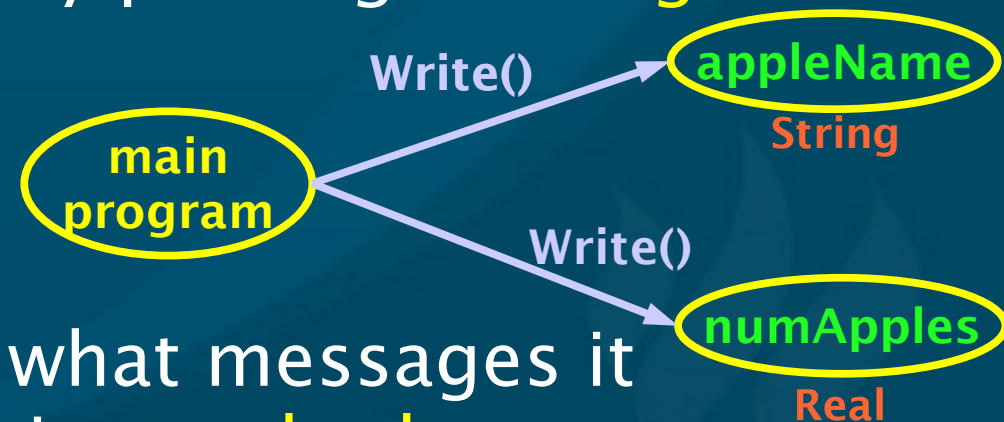 Write()
appleName
String
main
program
Write()
numApples
what messages it
Real